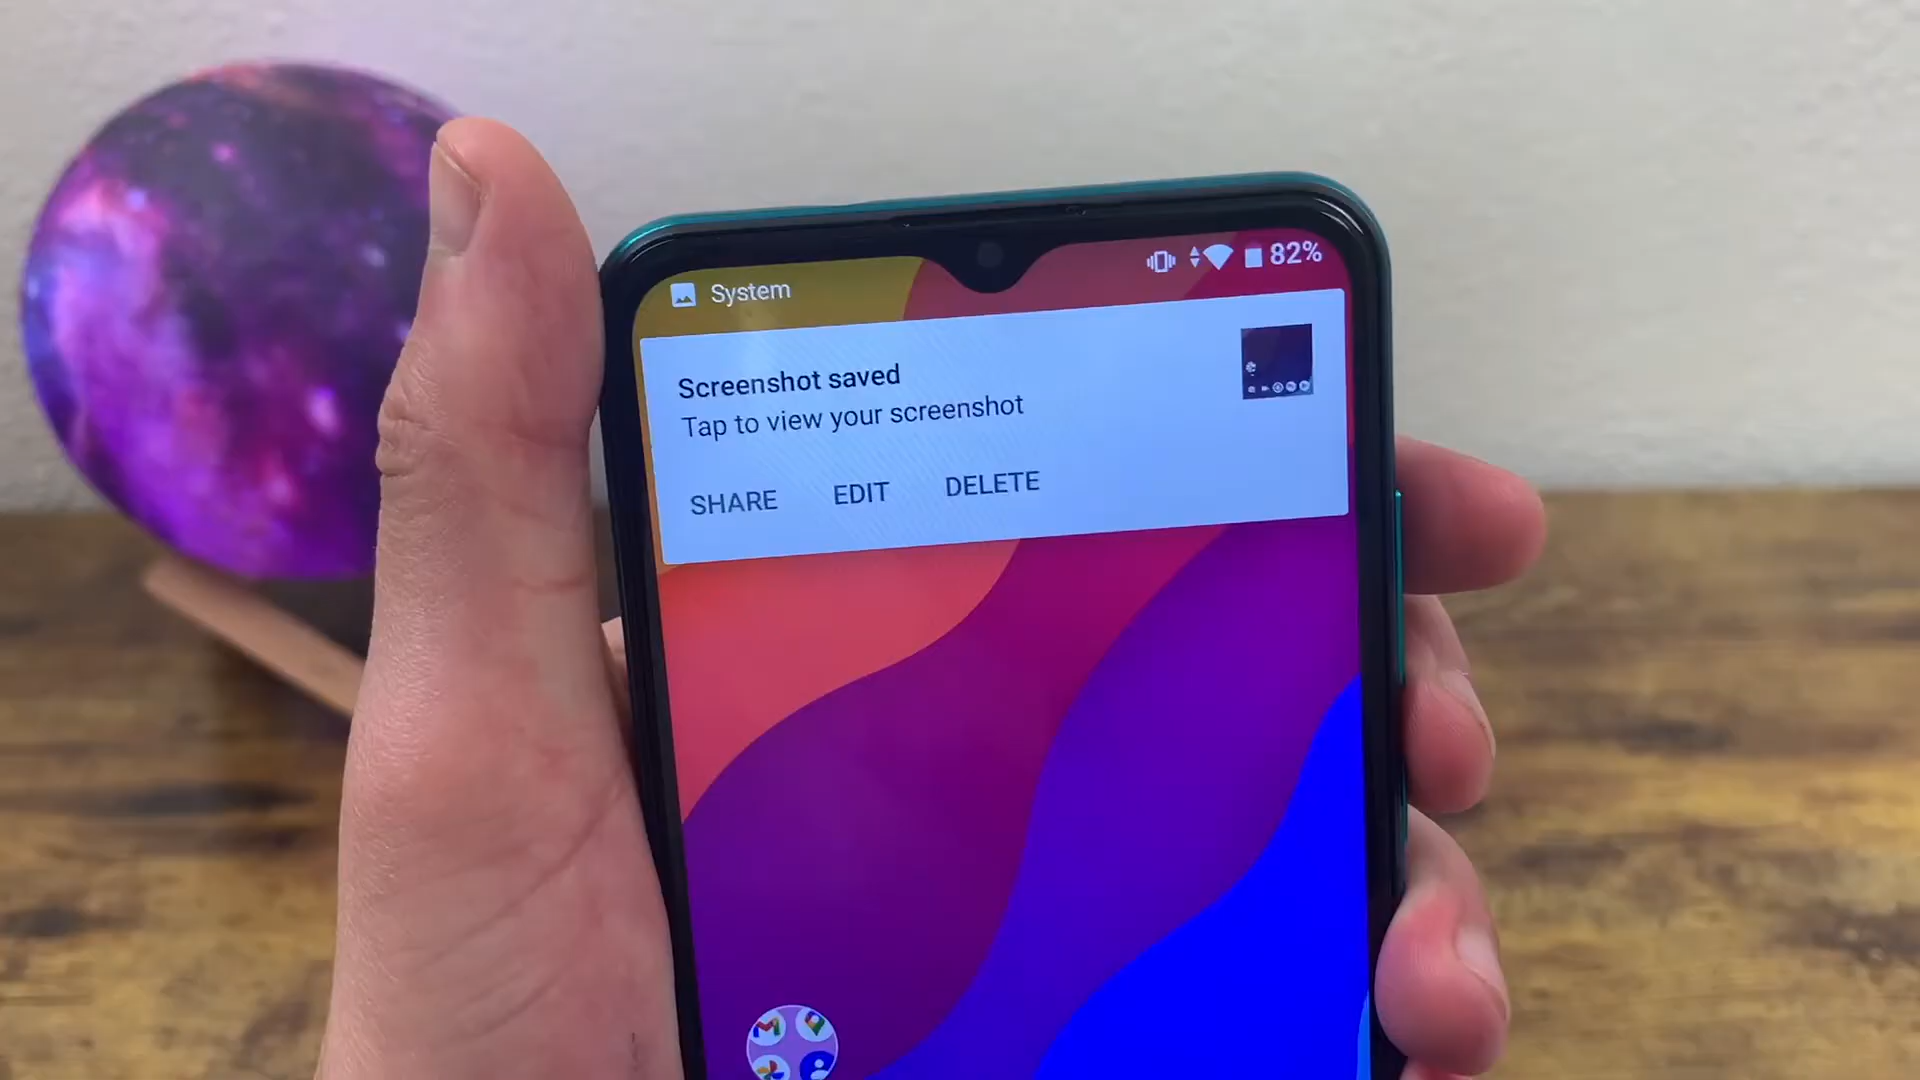 82%
System
Screenshot saved
Tap to view your screenshot
SHARE EDIT DELETE